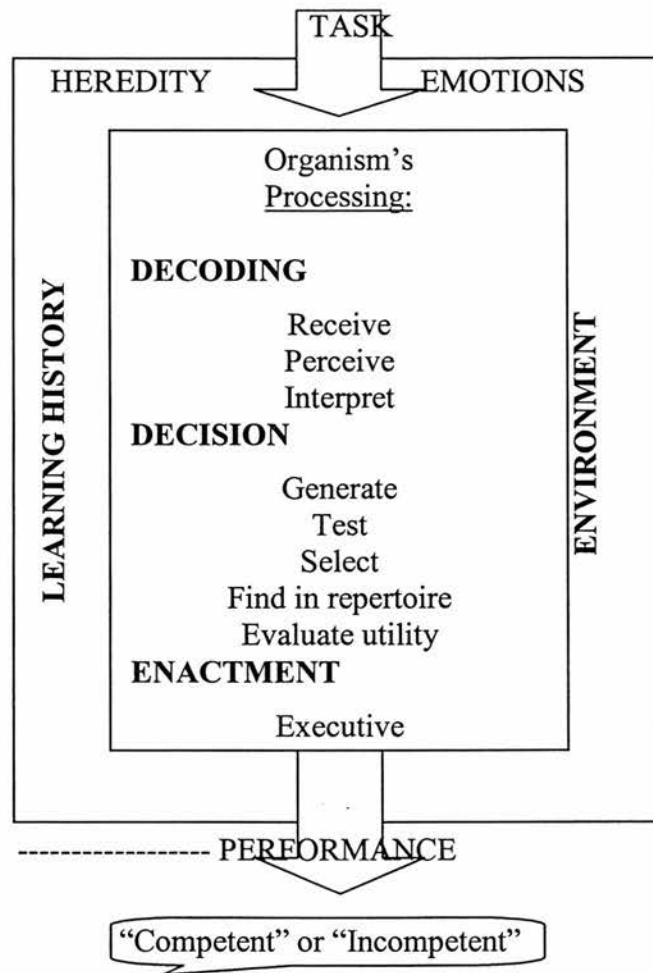 TASK
HEREDITY
EMOTIONS
Organism's
Processing:
DECODING
Receive
Perceive
Interpret
DECISION
Generate
Test
Select
Find in repertoire
Evaluate utility
ENACTMENT
Executive
LEARNING HISTORY
ENVIRONMENT
-------------------- PERFORMANCE
“Competent” or “Incompetent”